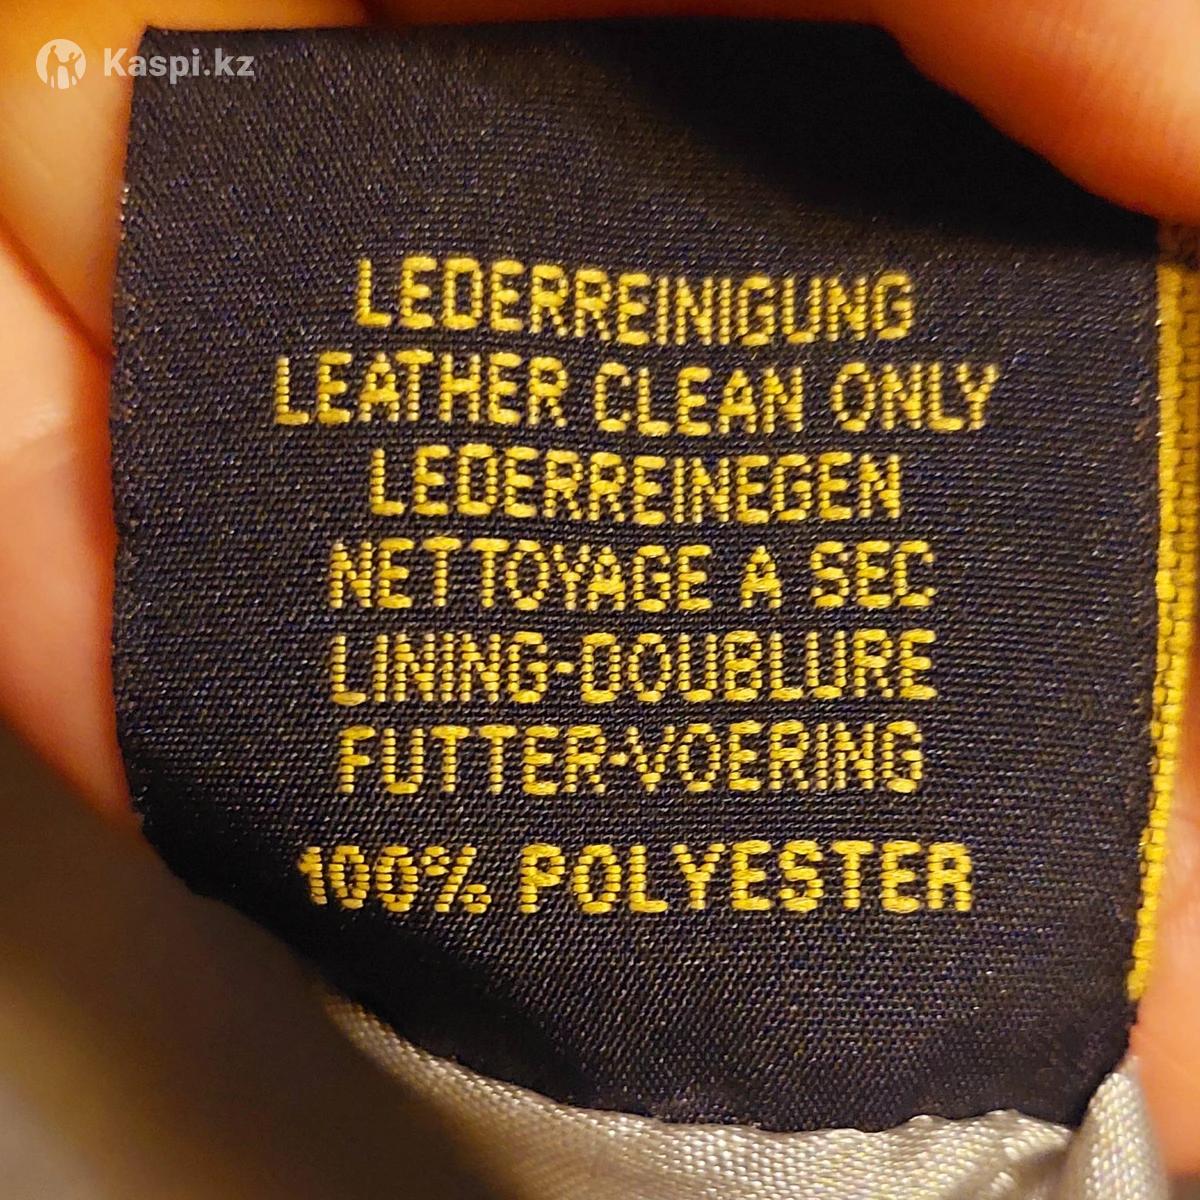 Kaspi.kz
LEDERREINIGUNG
LEATHER CLEAN ONLY
LEDERREINEGEN
NETTOYAGE A SEC
LINING-DOUBLURE
FUTTER-VOERING
100% POLYESTER